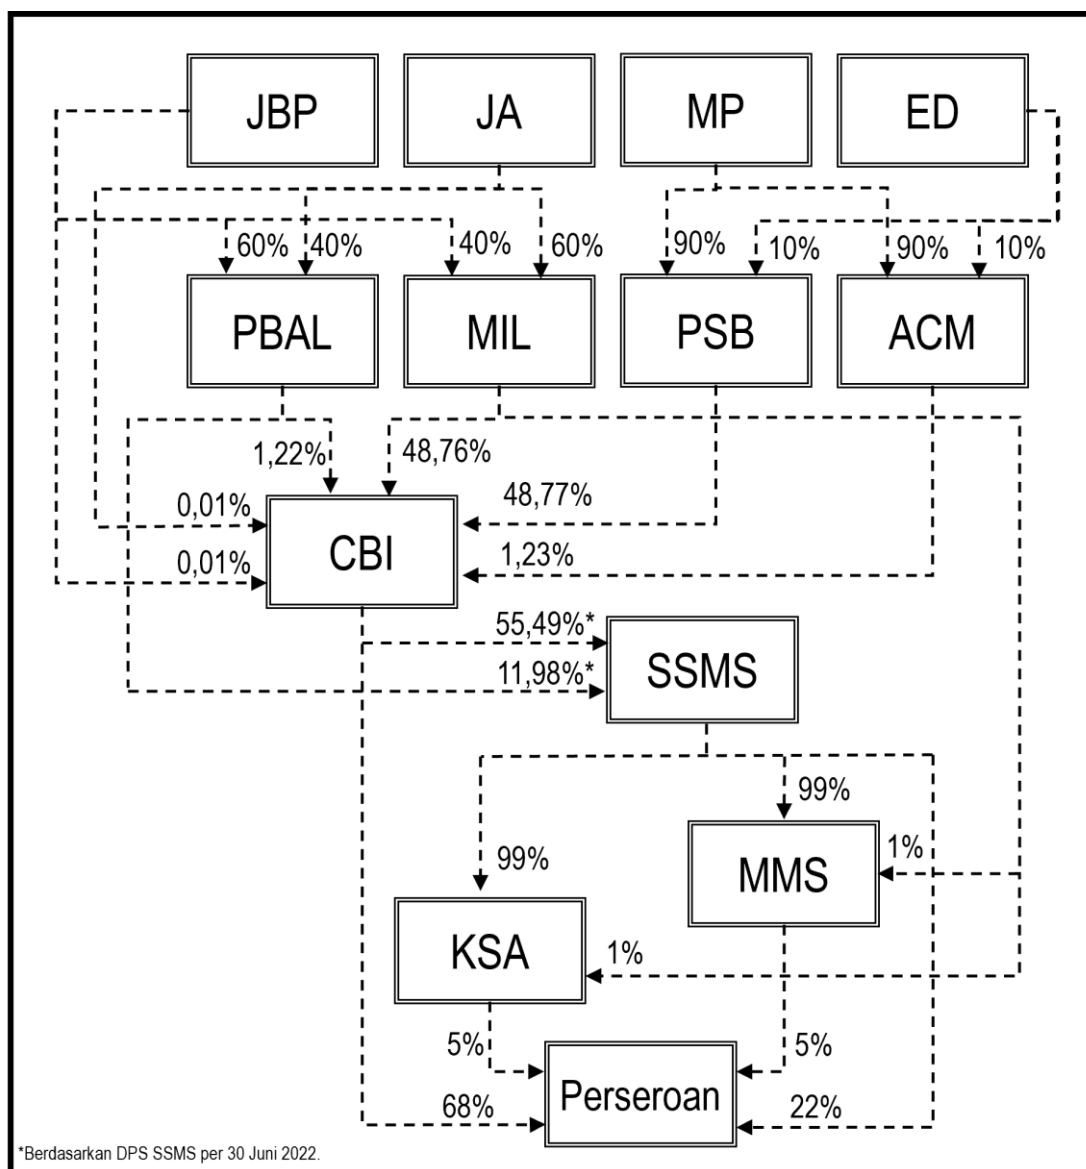 JBP JA MP ED
60% 40% 40% 60% 90% 10% 90% 10%
PBAL MIL PSB ACM
1,22% 48,76%
0,01% 48,77%
CBI
0,01% 1,23%
55,49%*
SSMS
11,98%*
99%
99% 1%
MMS
KSA 1%
5% 5%
Perseroan
68% 22%
*Berdasarkan DPS SSMS per 30 Juni 2022.